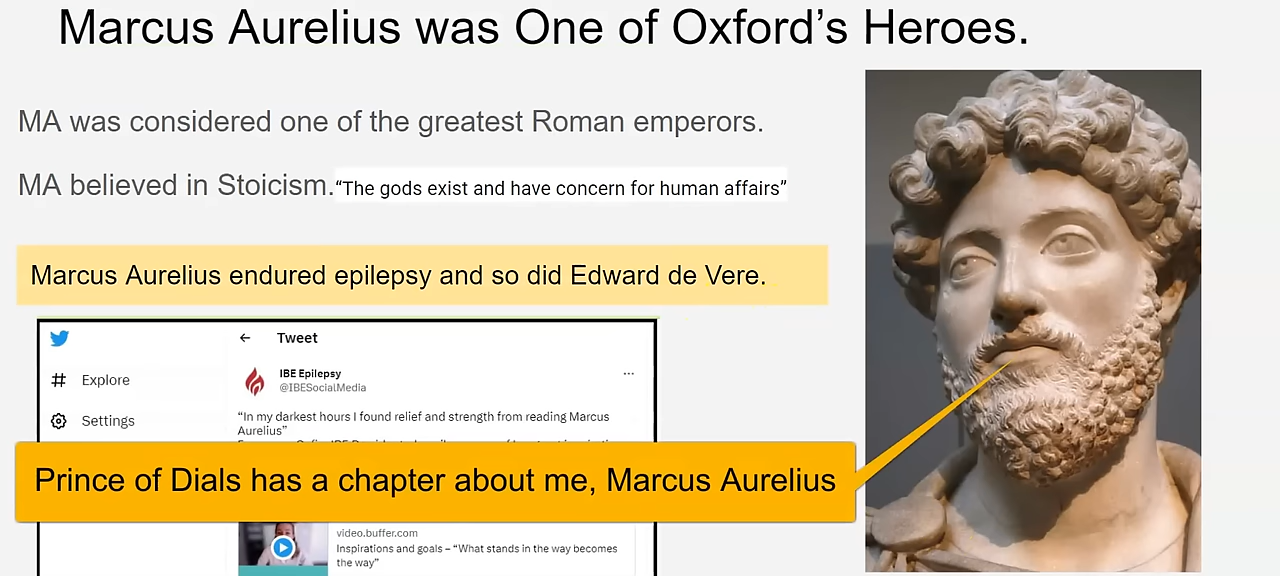 Marcus Aurelius was One of Oxford’s Heroes.
MA was considered one of the greatest Roman emperors.
MA believed in Stoicism.“The gods exist and have concern for human affairs”
Marcus Aurelius endured epilepsy and so did Edward de Vere.
Tweet
Explore
Settings
IBE Epilepsy
@IBESocialMedia
“In my darkest hours I found relief and strength from reading Marcus
Aurelius”
Prince of Dials has a chapter about me, Marcus Aurelius
video.buffer.com
Inspirations and goals – “What stands in the way becomes
the way”